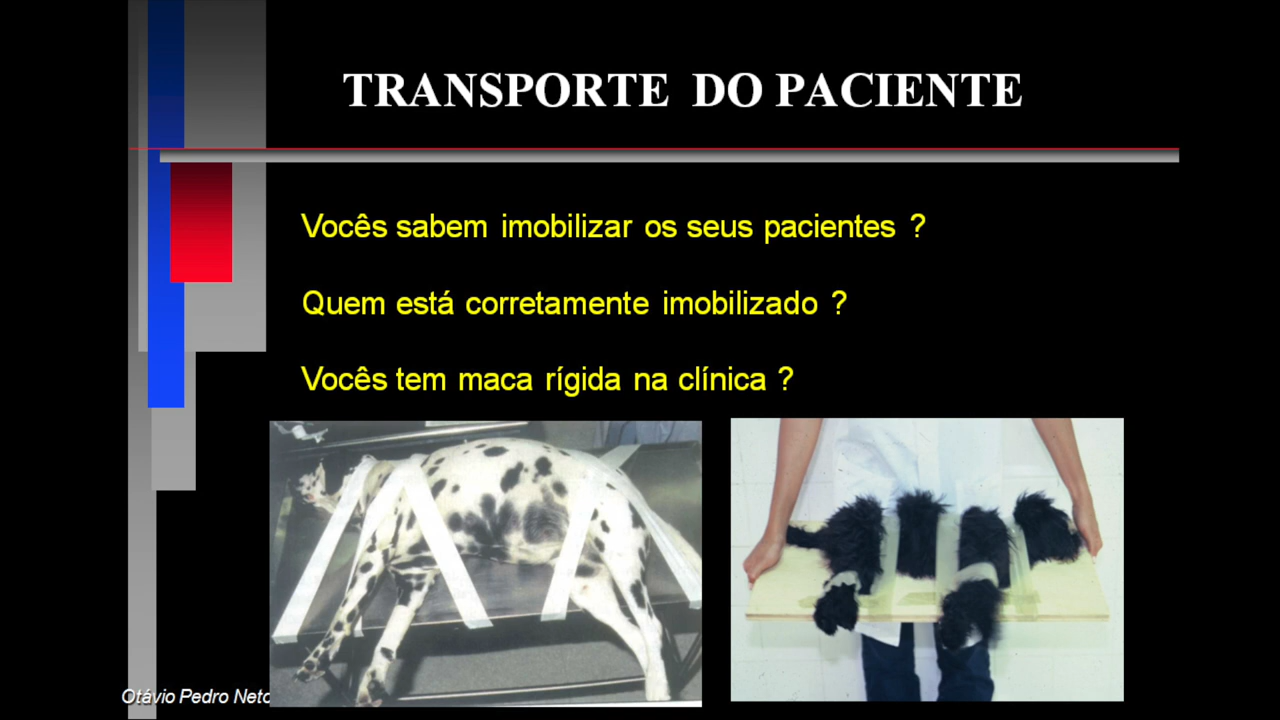 TRANSPORTE DO PACIENTE
Vocês sabem imobilizar os seus pacientes ?
Quem está corretamente imobilizado ?
Vocês tem maca rígida na clínica ?
Otávio Pedro Neto